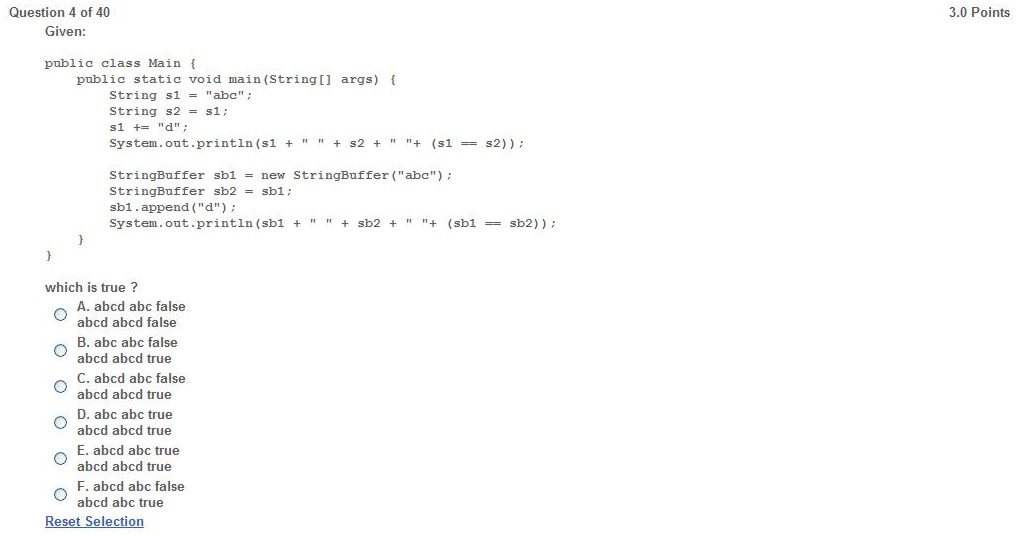 Question 4 of 40 3.0 Points
Given:
public class Main {
public static void main(String[] args) {
String s1 = "abc";
String s2 = s1;
s1 += "d";
System.out.println(s1 + " " + s2 + " "+ (s1 == s2));
StringBuffer sb1 = new StringBuffer("abc");
StringBuffer sb2 = sb1;
sb1.append("d");
System.out.println(sb1 + " " + sb2 + " "+ (sb1 == sb2));
}
}
which is true ?
A. abcd abc false
abcd abcd false
B. abc abc false
abcd abcd true
C. abcd abc false
abcd abcd true
D. abc abc true
abcd abcd true
E. abcd abc true
abcd abcd true
F. abcd abc false
abcd abc true
Reset Selection